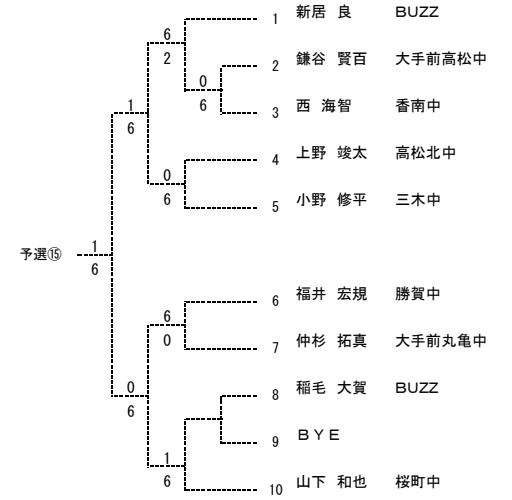 6 1 新居 良 BUZZ
2
0 2 鎌谷 賢百 大手前高松中
6
1 3 西 海智 香南中
6
4 上野 竣太 高松北中
0
6 5 小野 修平 三木中
予選⑮ 1
6
6 福井 宏規 勝賀中
6
0 7 仲杉 拓真 大手前丸亀中
0 8 稲毛 大賀 BUZZ
6
9 BYE
1
6 10 山下 和也 桜町中